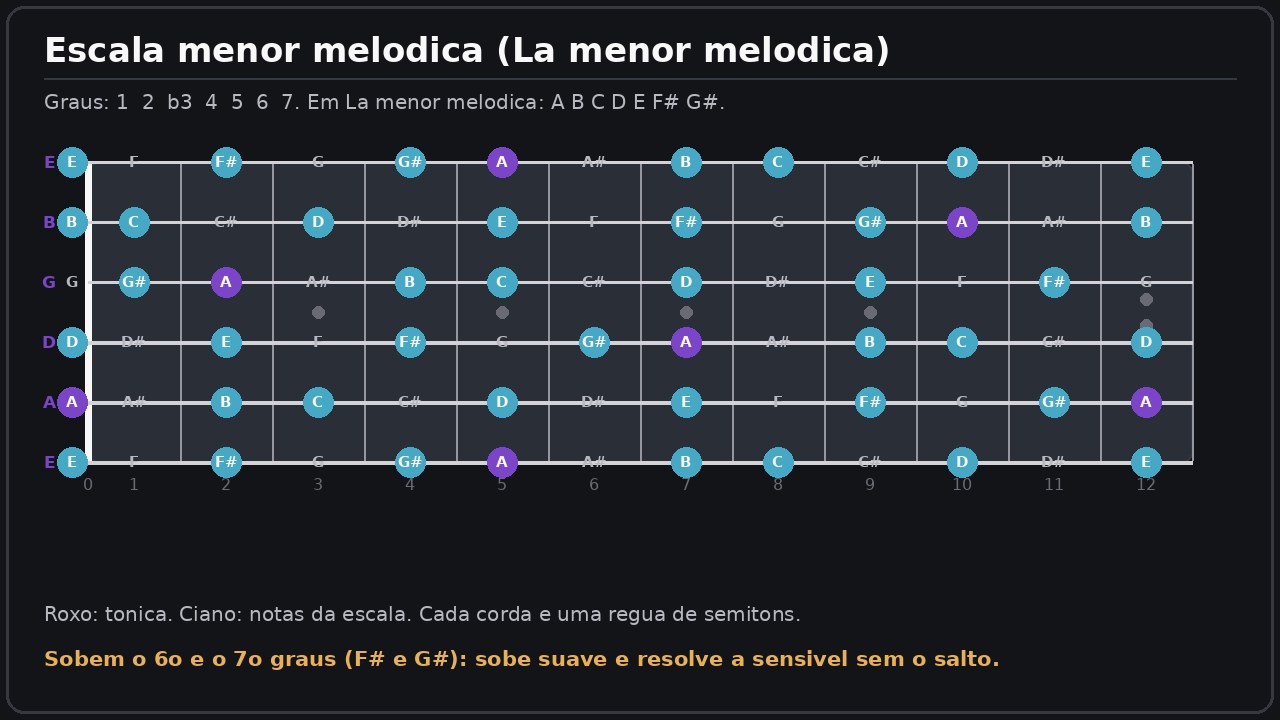 Escala menor melodica (La menor melodica)
Graus: 1 2 b3 4 5 6 7. Em La menor melodica: A B C D E F# G#.
E E F F# G G# A A# B C C# D D# E
B B C C# D D# E F F# G G# A A# B
G G G# A A# B C C# D D# E F F# G
D D D# E F F# G G# A A# B C C# D
A A A# B C C# D D# E F F# G G# A
E E F F# G G# A A# B C C# D D# E
0 1 2 3 4 5 6 7 8 9 10 11 12
Roxo: tonica. Ciano: notas da escala. Cada corda e uma regua de semitons.
Sobem o 6o e o 7o graus (F# e G#): sobe suave e resolve a sensivel sem o salto.